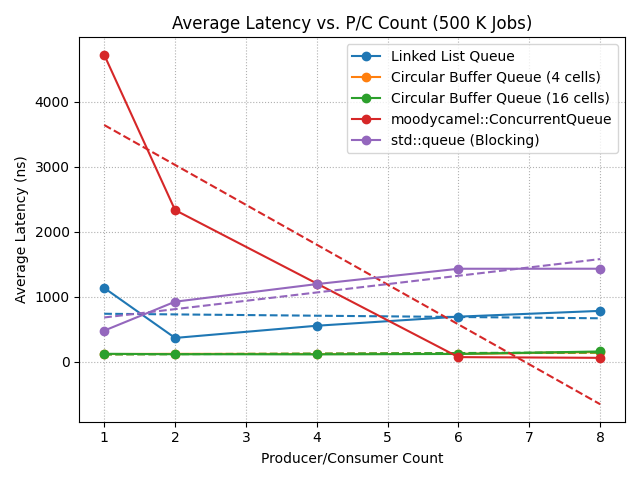 Average Latency vs. P/C Count (500 K Jobs)
Linked List Queue
Circular Buffer Queue (4 cells)
Circular Buffer Queue (16 cells)
moodycamel::ConcurrentQueue
std::queue (Blocking)
Average Latency (ns)
4000
3000
2000
1000
0
1 2 3 4 5 6 7 8
Producer/Consumer Count